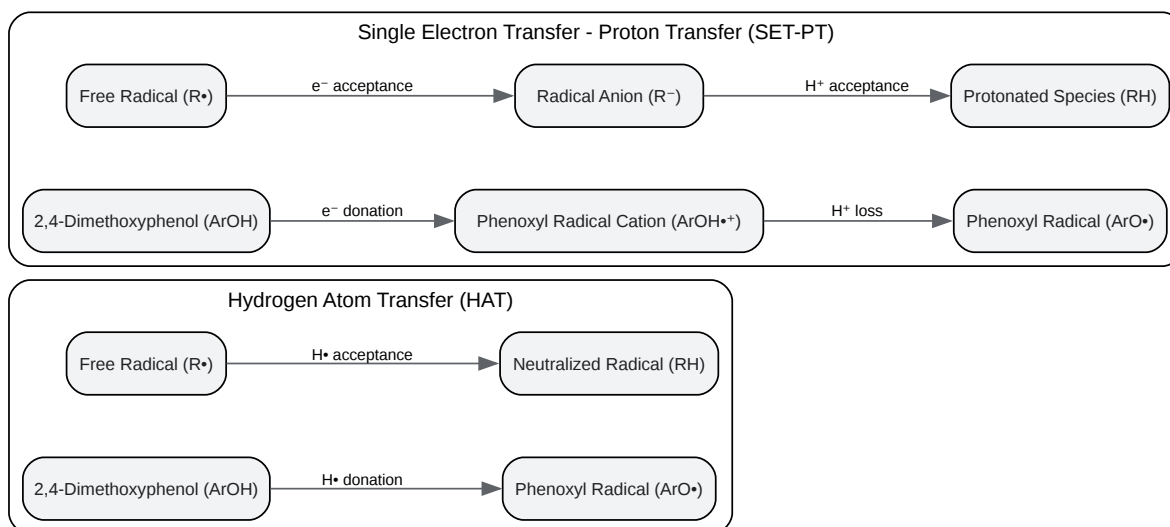 Single Electron Transfer - Proton Transfer (SET-PT)
Free Radical (R•)
e⁻ acceptance
Radical Anion (R⁻)
H⁺ acceptance
Protonated Species (RH)
2,4-Dimethoxyphenol (ArOH)
e⁻ donation
Phenoxyl Radical Cation (ArOH•⁺)
H⁺ loss
Phenoxyl Radical (ArO•)
Hydrogen Atom Transfer (HAT)
Free Radical (R•)
H• acceptance
Neutralized Radical (RH)
2,4-Dimethoxyphenol (ArOH)
H• donation
Phenoxyl Radical (ArO•)